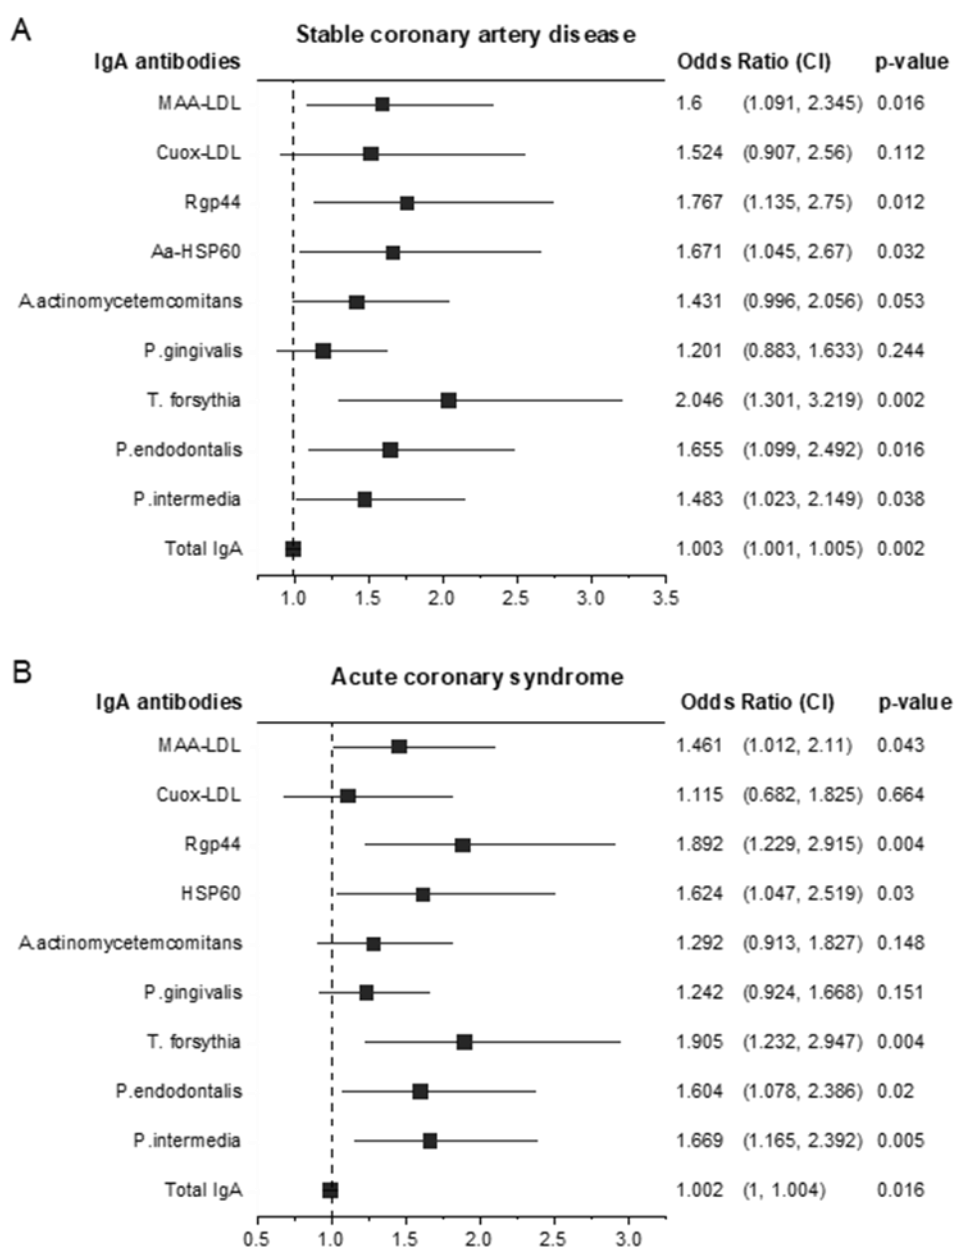 A
Stable coronary artery disease
IgA antibodies Odds Ratio (CI) p-value
MAA-LDL 1.6 (1.091, 2.345) 0.016
Cuox-LDL 1.524 (0.907, 2.56) 0.112
Rgp44 1.767 (1.135, 2.75) 0.012
Aa-HSP60 1.671 (1.045, 2.67) 0.032
A.actinomycetemcomitans 1.431 (0.996, 2.056) 0.053
P.gingivalis 1.201 (0.883, 1.633) 0.244
T. forsythia 2.046 (1.301, 3.219) 0.002
P.endodontalis 1.655 (1.099, 2.492) 0.016
P.intermedia 1.483 (1.023, 2.149) 0.038
Total IgA 1.003 (1.001, 1.005) 0.002
1.0 1.5 2.0 2.5 3.0 3.5
B
Acute coronary syndrome
IgA antibodies Odds Ratio (CI) p-value
MAA-LDL 1.461 (1.012, 2.11) 0.043
Cuox-LDL 1.115 (0.682, 1.825) 0.664
Rgp44 1.892 (1.229, 2.915) 0.004
HSP60 1.624 (1.047, 2.519) 0.03
A.actinomycetemcomitans 1.292 (0.913, 1.827) 0.148
P.gingivalis 1.242 (0.924, 1.668) 0.151
T. forsythia 1.905 (1.232, 2.947) 0.004
P.endodontalis 1.604 (1.078, 2.386) 0.02
P.intermedia 1.669 (1.165, 2.392) 0.005
Total IgA 1.002 (1, 1.004) 0.016
0.5 1.0 1.5 2.0 2.5 3.0